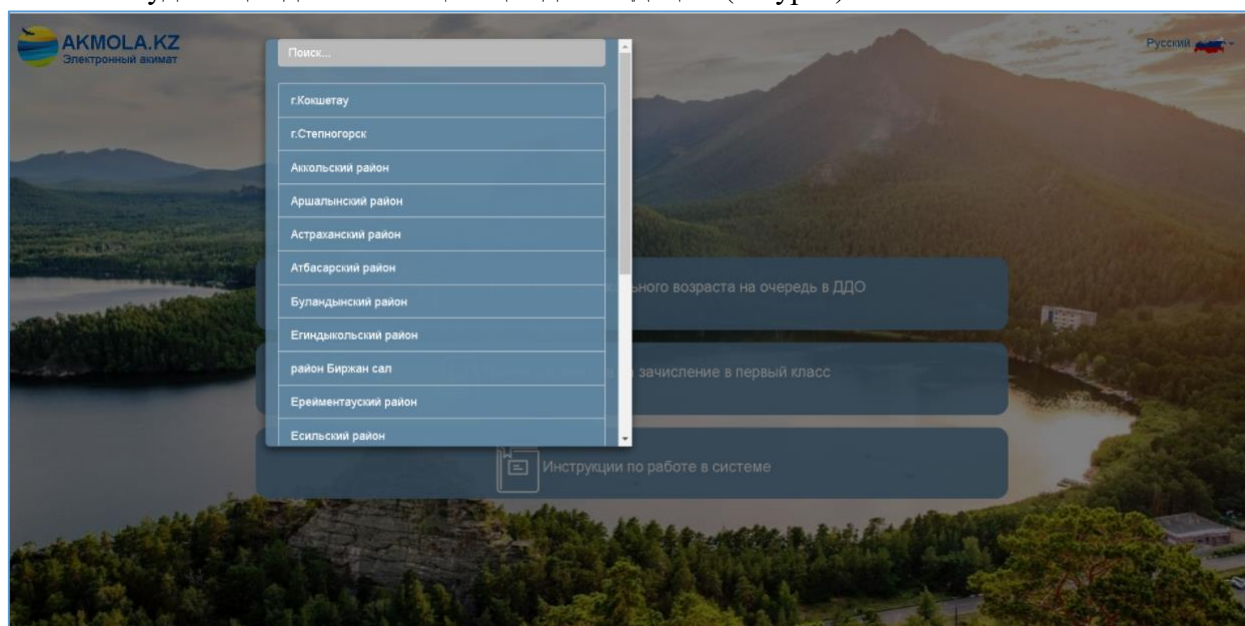 AKMOLA.KZ
Электронный акимат
Русский
Поиск...
г.Кокшетау
г.Степногорск
Аккольский район
Аршалынский район
Астраханский район
Атбасарский район
Буландынский район
Егиндыкольский район
район Биржан сал
Ерейментауский район
Есильский район
возраста на очередь в ДДО
зачисление в первый класс
Инструкции по работе в системе